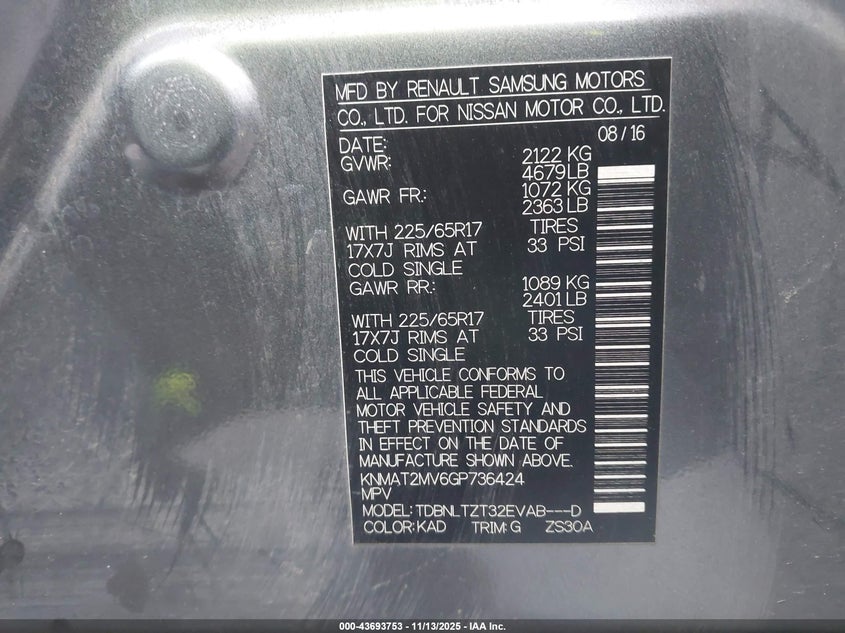 MFD BY RENAULT SAMSUNG MOTORS
CO., LTD. FOR NISSAN MOTOR CO., LTD.
DATE: 08/16
GVWR: 2122 KG
4679 LB
GAWR FR.: 1072 KG
2363 LB
WITH 225/65R17 TIRES
17X7J RIMS AT 33 PSI
COLD SINGLE
GAWR RR.: 1089 KG
2401 LB
WITH 225/65R17 TIRES
17X7J RIMS AT 33 PSI
COLD SINGLE
THIS VEHICLE CONFORMS TO
ALL APPLICABLE FEDERAL
MOTOR VEHICLE SAFETY AND
THEFT PREVENTION STANDARDS
IN EFFECT ON THE DATE OF
MANUFACTURE SHOWN ABOVE.
KNMAT2MV6GP736424
MPV
MODEL: TDBNLTZT32EVAB---D
COLOR: KAD TRIM: G ZS30A
000-43693753 - 11/13/2025 - IAA Inc.